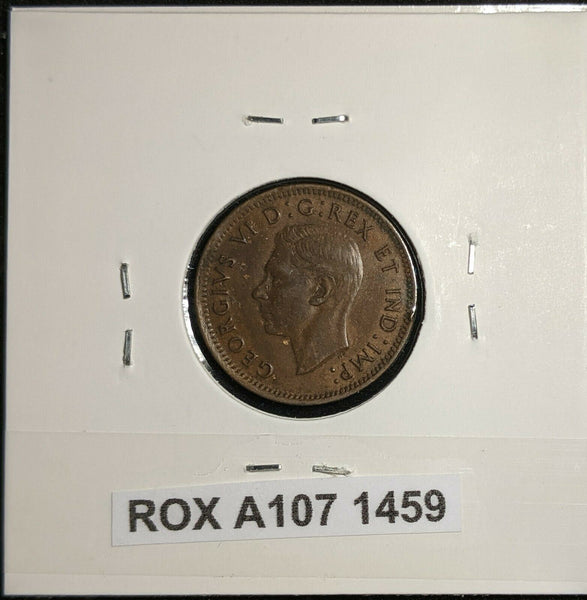 GEORGIVS VI D:G:REX ET IND:IMP:
ROX A107 1459